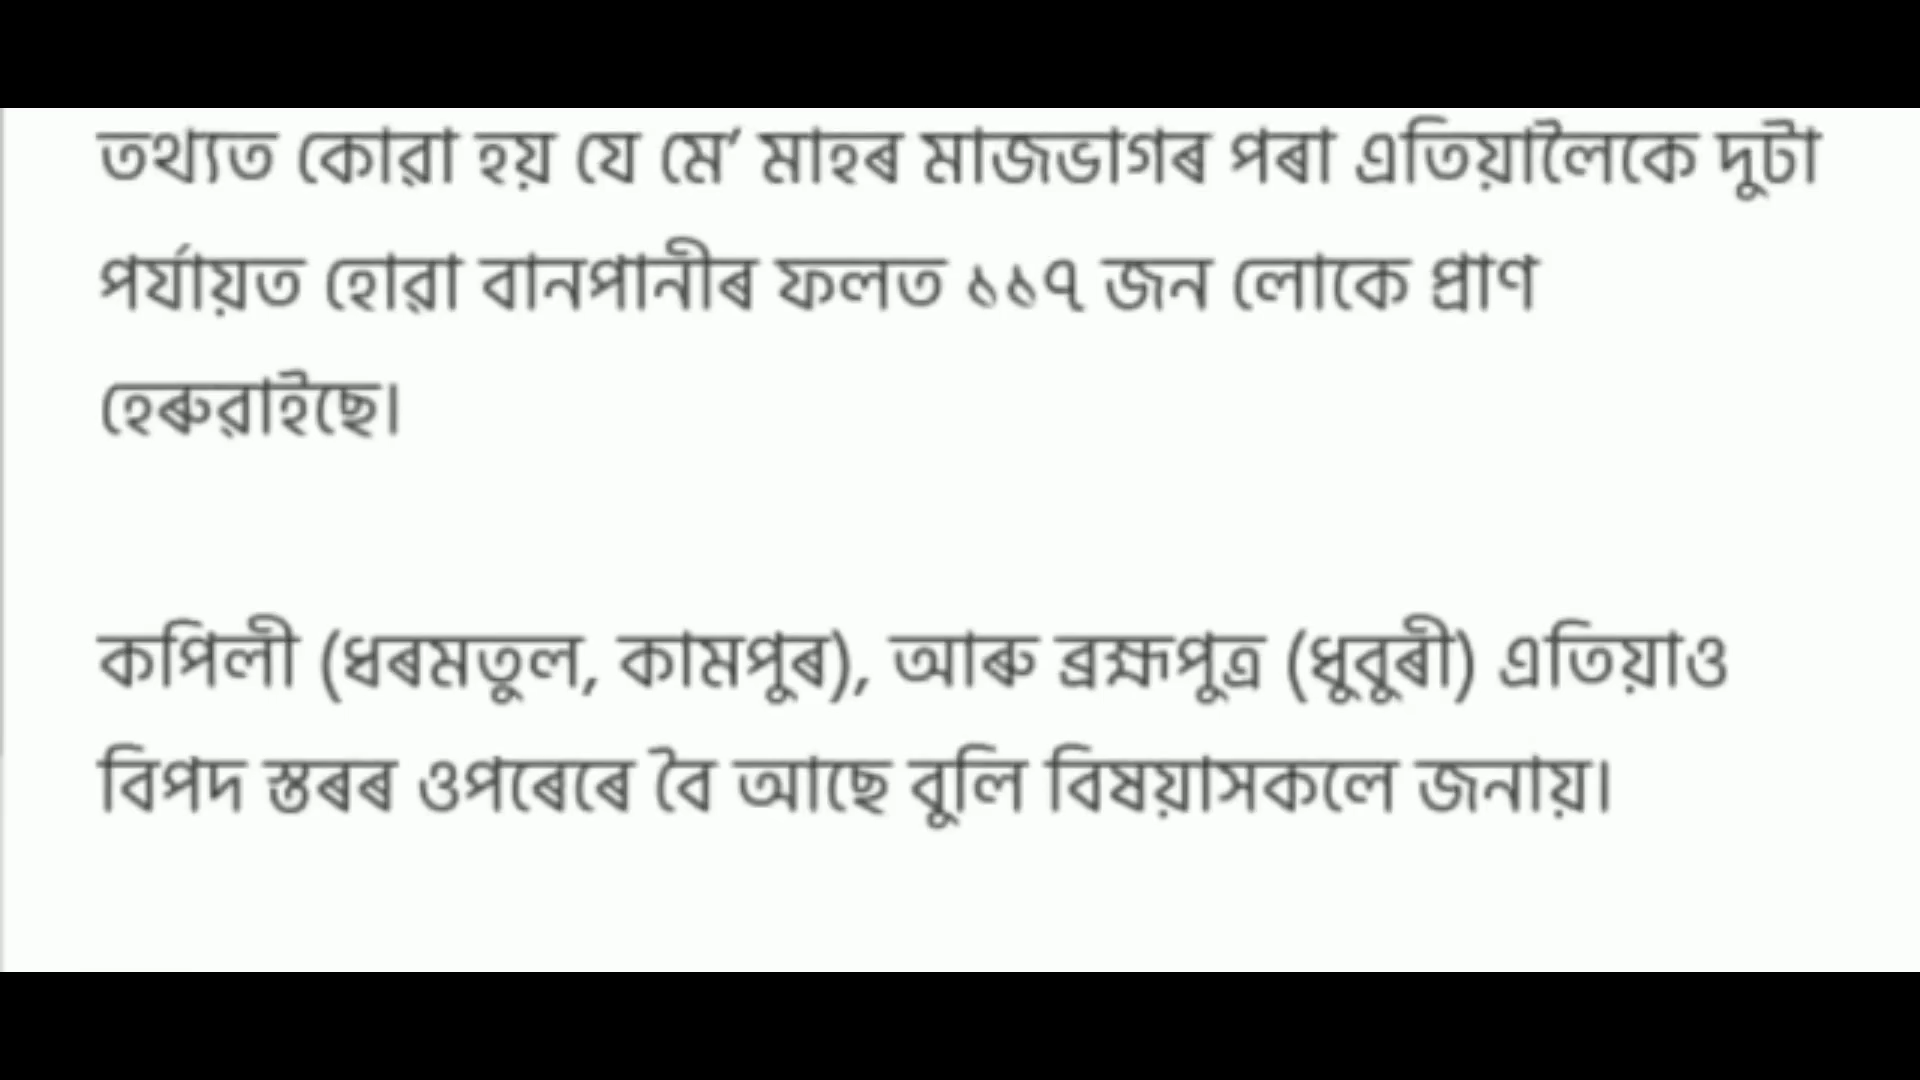 তথ্যত কোৱা হয় যে মে’ মাহৰ মাজভাগৰ পৰা এতিয়ালৈকে দুটা
পৰ্যায়ত হোৱা বানপানীৰ ফলত ১১৭ জন লোকে প্ৰাণ
হেৰুৱাইছে।
কপিলী (ধৰমতুল, কামপুৰ), আৰু ব্ৰহ্মপুত্ৰ (ধুবুৰী) এতিয়াও
বিপদ স্তৰৰ ওপৰেৰে বৈ আছে বুলি বিষয়াসকলে জনায়।